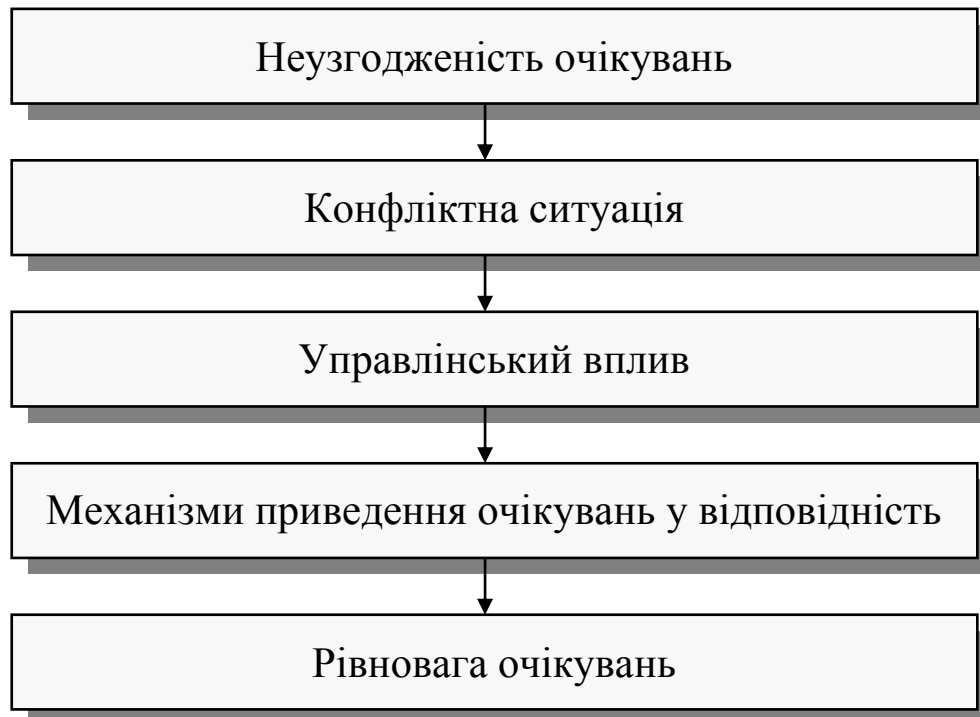 Неузгодженість очікувань
Конфліктна ситуація
Управлінський вплив
Механізми приведення очікувань у відповідність
Рівновага очікувань